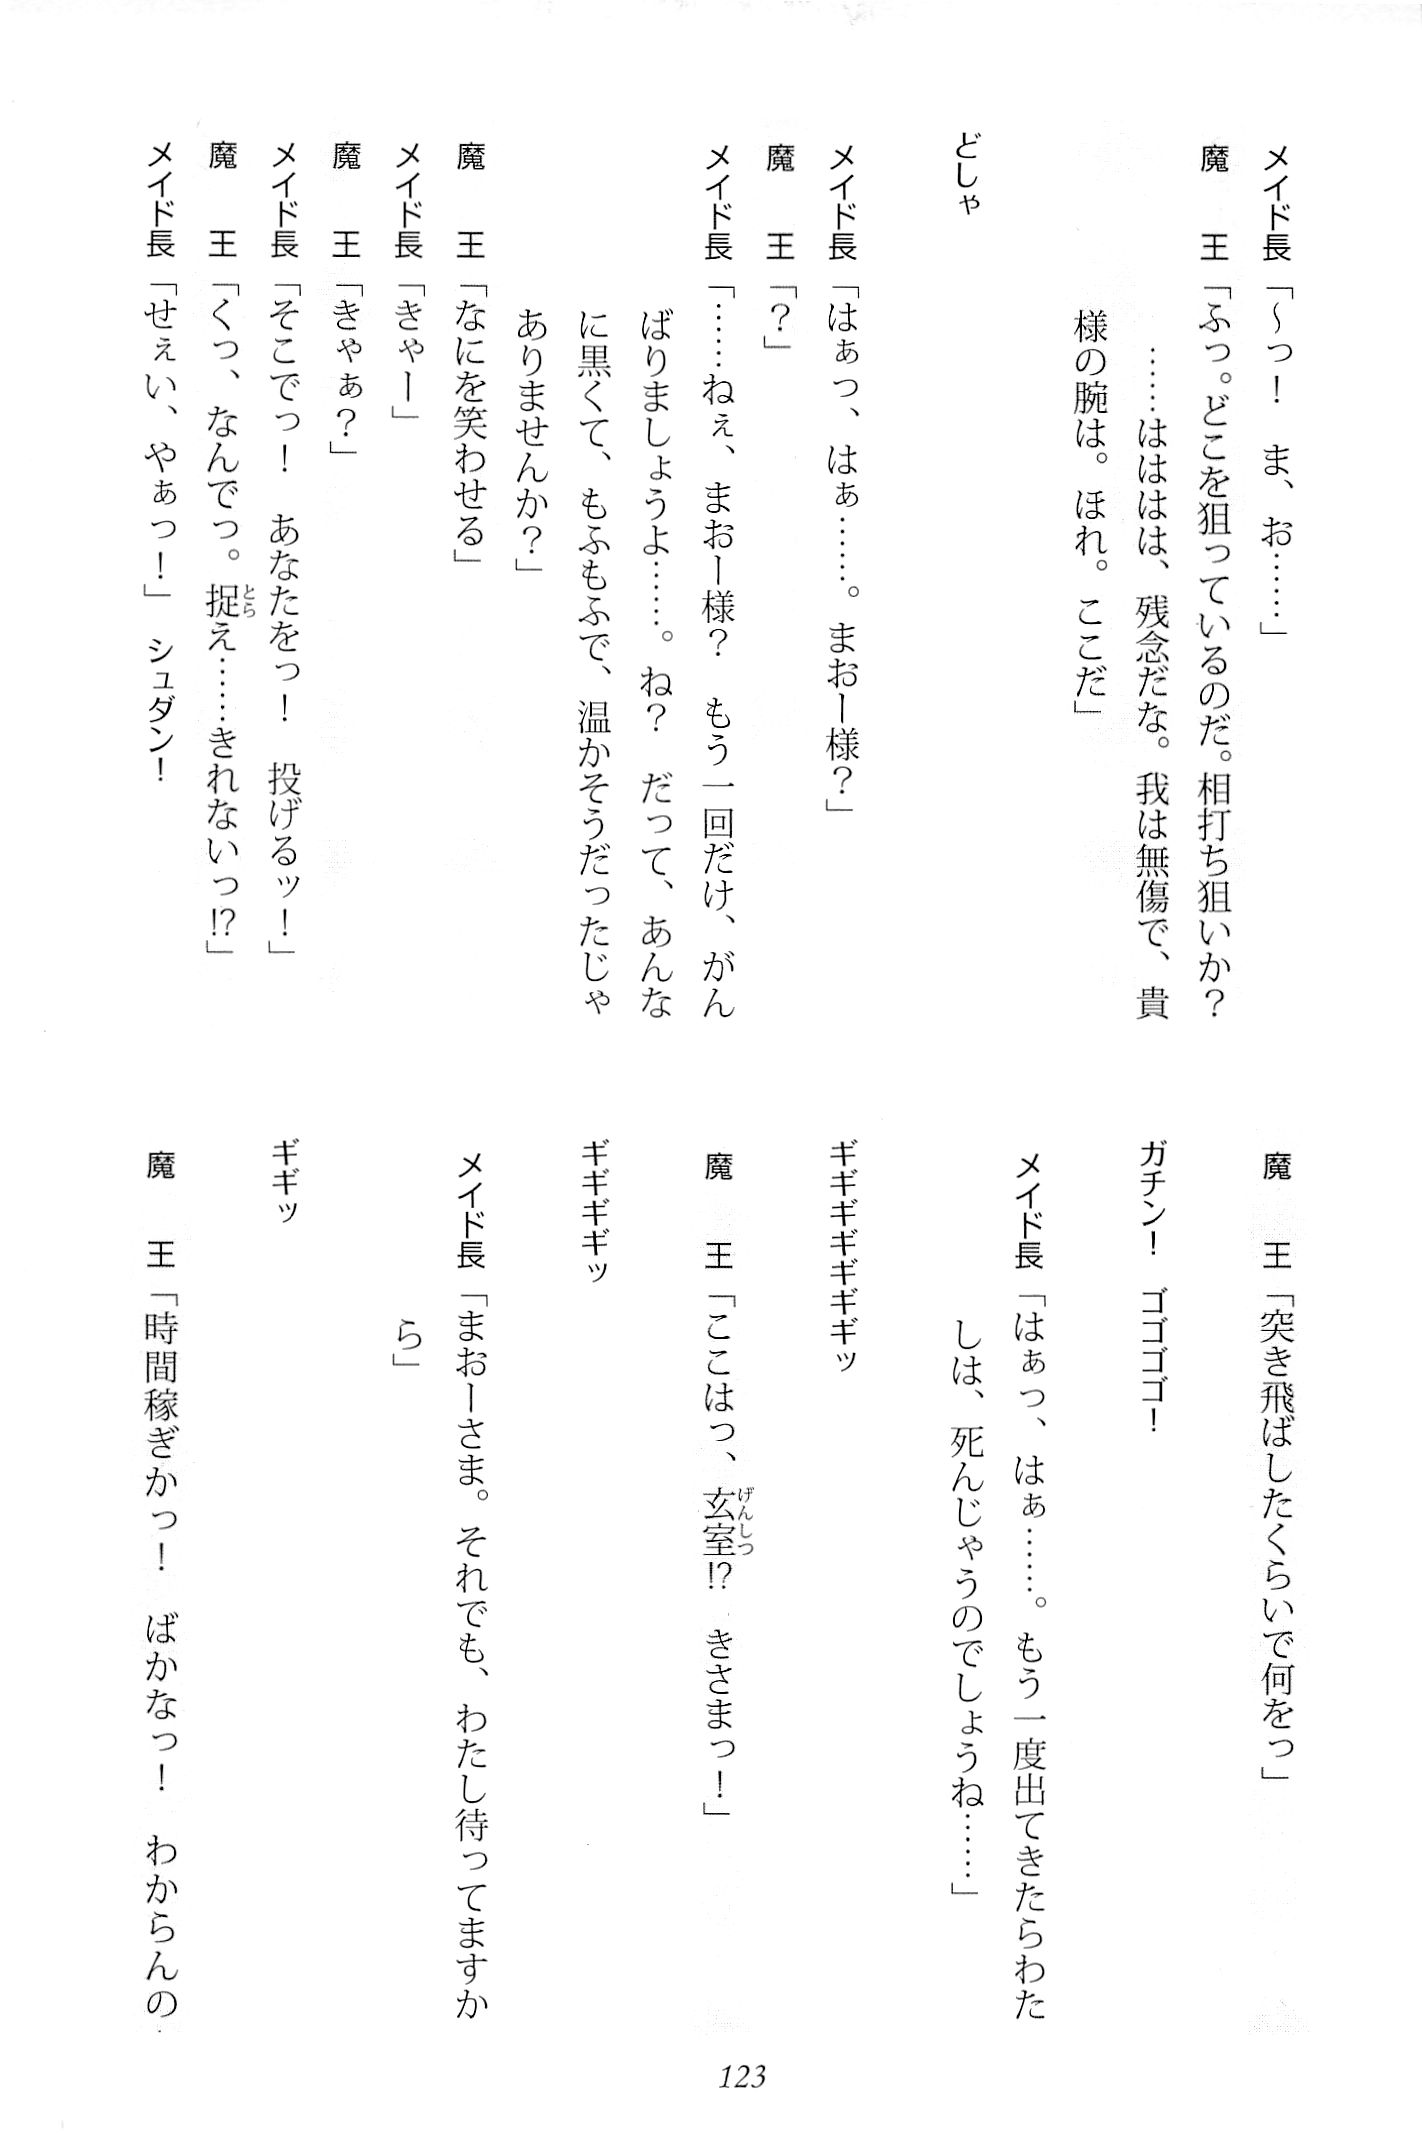 メイド長「～っ！　ま、お……」
魔　　王「ふっ。どこを狙っているのだ。相打ち狙いか？
……ははははは、残念だな。我は無傷で、貴
様の腕は。ほれ。ここだ」
どしゃ
メイド長「はぁっ、はぁ……。まおー様？」
魔　　王「？」
メイド長「……ねぇ、まおー様？　もう一回だけ、がん
ばりましょうよ……。ね？　だって、あんな
に黒くて、もふもふで、温かそうだったじゃ
ありませんか？」
魔　　王「なにを笑わせる」
メイド長「きゃー」
魔　　王「きゃぁ？」
メイド長「そこでっ！　あなたをっ！　投げるッ！」
魔　　王「くっ、なんでっ。捉え……きれないっ!?」
メイド長「せぇい、やぁっ！」　シュダン！
魔　　王「突き飛ばしたくらいで何をっ」
ガチン！　ゴゴゴゴ！
メイド長「はぁっ、はぁ……。もう一度出てきたらわた
しは、死んじゃうのでしょうね……」
ギギギギギギギッ
魔　　王「ここはっ、玄室!?　きさまっ！」
ギギギギッ
メイド長「まおーさま。それでも、わたし待ってますか
ら」
ギギッ
魔　　王「時間稼ぎかっ！　ばかなっ！　わからんの
123